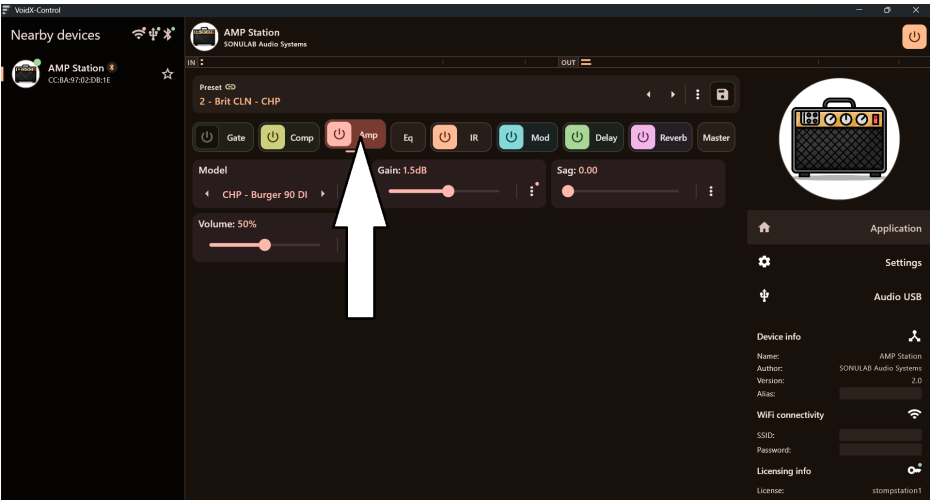 VoidX-Control
Nearby devices
AMP Station
CC:BA:97:02:DB:1E
AMP Station
SONULAB Audio Systems
IN
OUT
Preset
2 - Brit CLN - CHP
Gate
Comp
Amp
Eq
IR
Mod
Delay
Reverb
Master
Model
CHP - Burger 90 DI
Gain: 1.5dB
Sag: 0.00
Volume: 50%
Application
Settings
Audio USB
Device info
Name: AMP Station
Author: SONULAB Audio Systems
Version: 2.0
Alias:
WiFi connectivity
SSID:
Password:
Licensing info
License: stompstation1